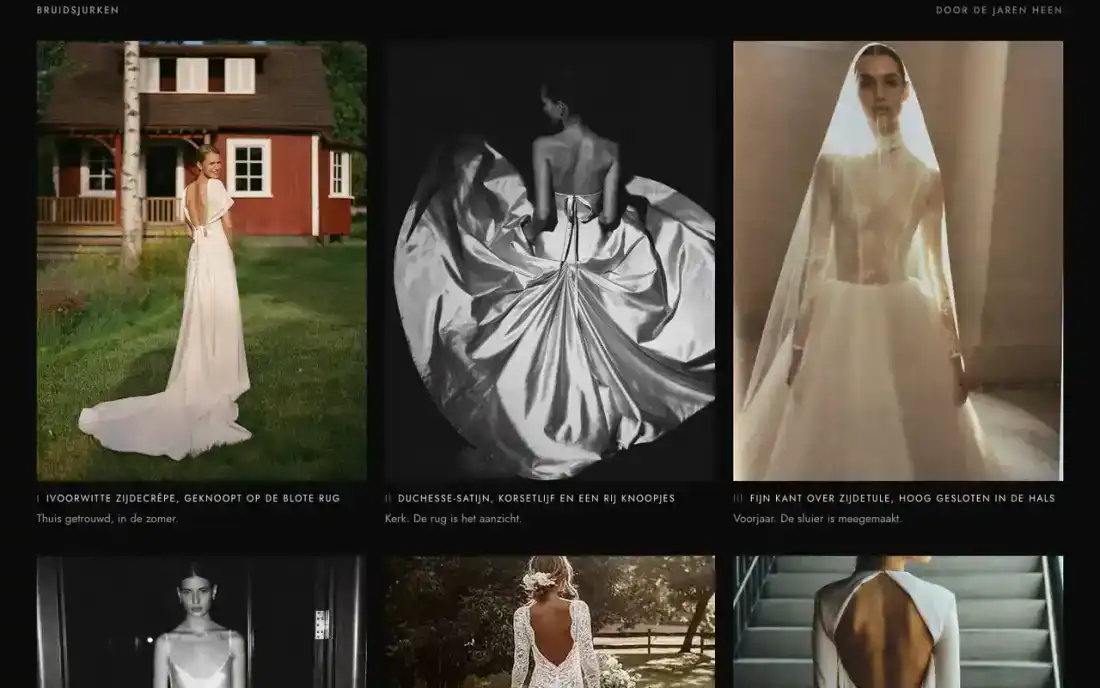 BRUIDSJURKEN
DOOR DE JAREN HEEN
I IVOORWITTE ZIJDECRÊPE, GEKNOOPT OP DE BLOTE RUG
Thuis getrouwd, in de zomer.
II DUCHESSE-SATIJN, KORSETLIJF EN EEN RIJ KNOOPJES
Kerk. De rug is het aanzicht.
III FIJN KANT OVER ZIJDETULE, HOOG GESLOTEN IN DE HALS
Voorjaar. De sluier is meegemaakt.